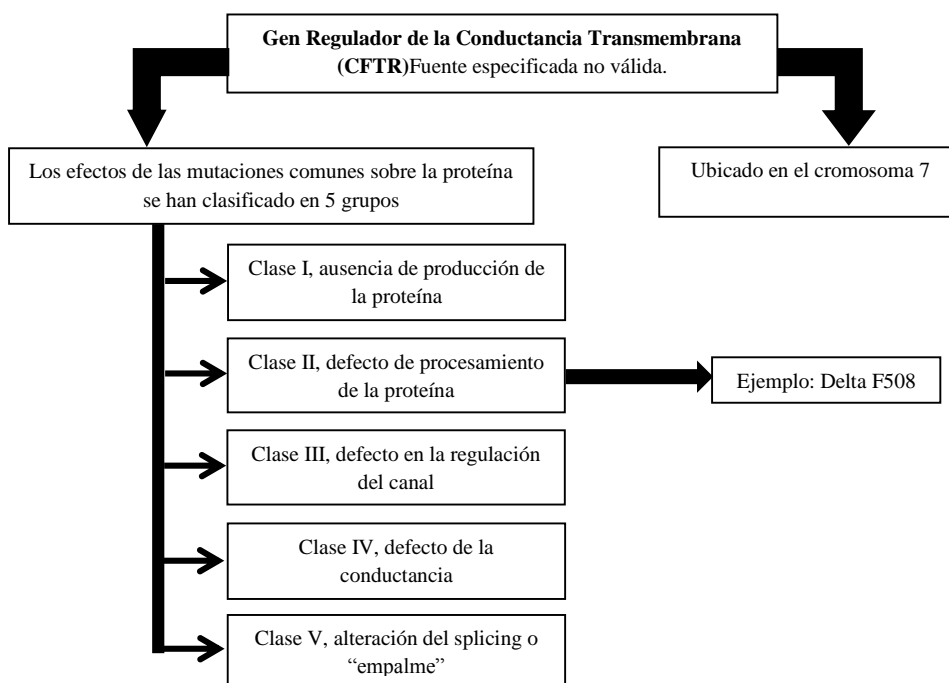 Gen Regulador de la Conductancia Transmembrana
(CFTR)Fuente especificada no válida.
Los efectos de las mutaciones comunes sobre la proteína
se han clasificado en 5 grupos
Ubicado en el cromosoma 7
Clase I, ausencia de producción de
la proteína
Clase II, defecto de procesamiento
de la proteína
Ejemplo: Delta F508
Clase III, defecto en la regulación
del canal
Clase IV, defecto de la
conductancia
Clase V, alteración del splicing o
“empalme”